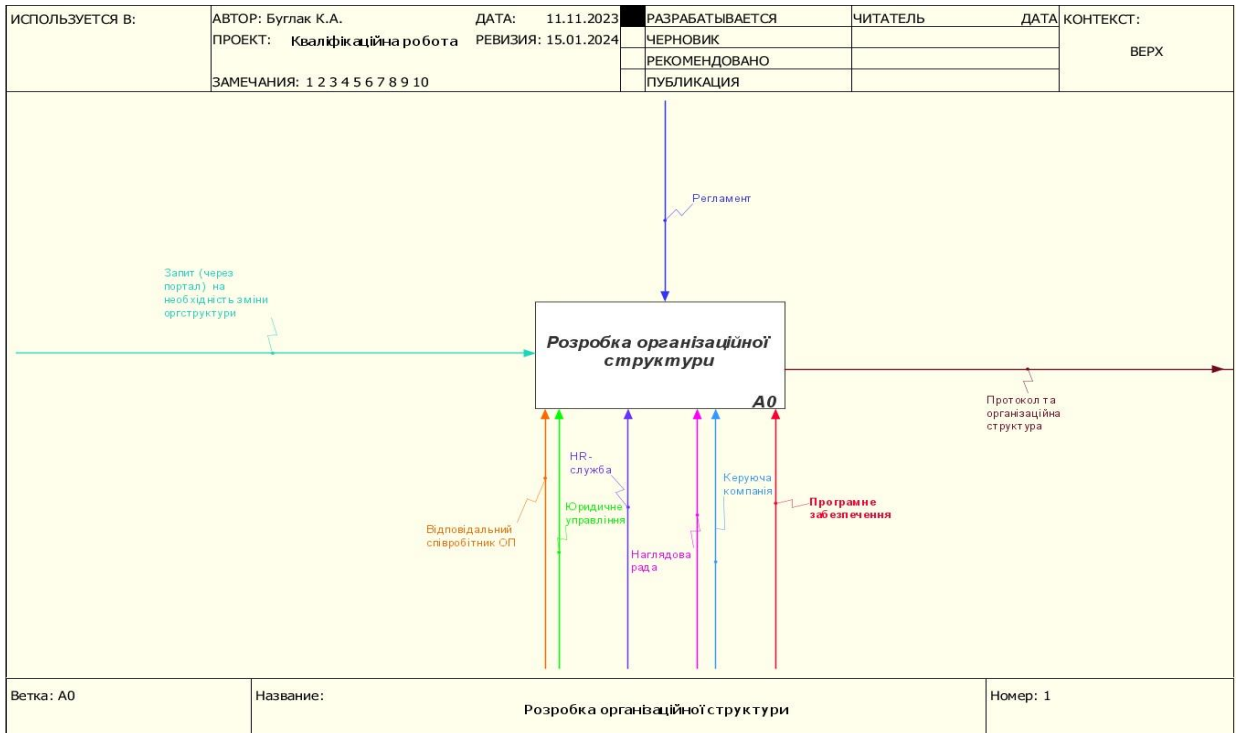 ИСПОЛЬЗУЕТСЯ В:
АВТОР: Буглак К.А.
ДАТА: 11.11.2023
РАЗРАБАТЫВАЕТСЯ
ЧИТАТЕЛЬ
ДАТА
КОНТЕКСТ:
ПРОЕКТ: Кваліфікаційна робота
РЕВИЗИЯ: 15.01.2024
ЧЕРНОВИК
ВЕРХ
РЕКОМЕНДОВАНО
ЗАМЕЧАНИЯ: 1 2 3 4 5 6 7 8 9 10
ПУБЛИКАЦИЯ
Регламент
Запит (через
портал) на
необхідність зміни
оргструктури
Розробка організаційної
структури
A0
Протокол та
організаційна
структура
HR-
служба
Керуюча
компанія
Юридичне
управління
Програмне
забезпечення
Відповідальний
співробітник ОП
Наглядова
рада
Ветка: A0
Название:
Розробка організаційної структури
Номер: 1